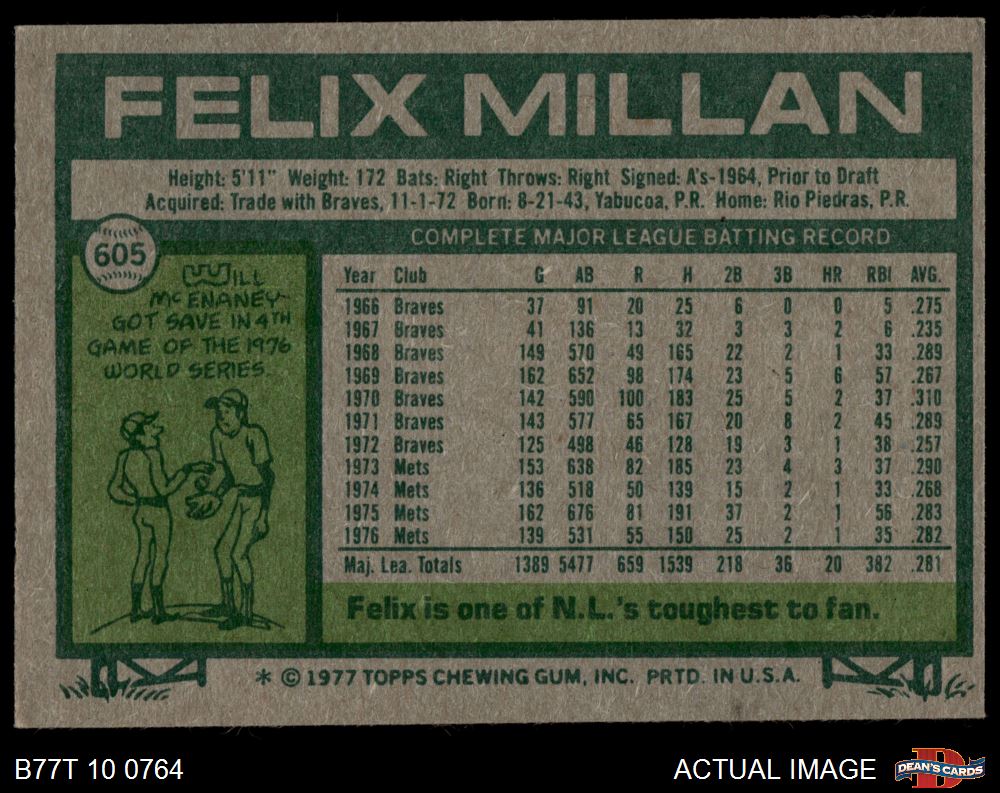 FELIX MILLAN
Height: 5'11" Weight: 172 Bats: Right Throws: Right Signed: A's-1964, Prior to Draft
Acquired: Trade with Braves, 11-1-72 Born: 8-21-43, Yabucoa, P.R. Home: Rio Piedras, P.R.
605
WILL
McENANEY
GOT SAVE IN 4TH
GAME OF THE 1976
WORLD SERIES.
COMPLETE MAJOR LEAGUE BATTING RECORD
Year Club G AB R H 2B 3B HR RBI AVG.
1966 Braves 37 91 20 25 6 0 0 5 .275
1967 Braves 41 136 13 32 3 3 2 6 .235
1968 Braves 149 570 49 165 22 2 1 33 .289
1969 Braves 162 652 98 174 23 5 6 57 .267
1970 Braves 142 590 100 183 25 5 2 37 .310
1971 Braves 143 577 65 167 20 8 2 45 .289
1972 Braves 125 498 46 128 19 3 1 38 .257
1973 Mets 153 638 82 185 23 4 3 37 .290
1974 Mets 136 518 50 139 15 2 1 33 .268
1975 Mets 162 676 81 191 37 2 1 56 .283
1976 Mets 139 531 55 150 25 2 1 35 .282
Maj. Lea. Totals 1389 5477 659 1539 218 36 20 382 .281
Felix is one of N.L.'s toughest to fan.
* © 1977 TOPPS CHEWING GUM, INC. PRTD. IN U.S.A.
B77T 10 0764
ACTUAL IMAGE
DEAN'S CARDS